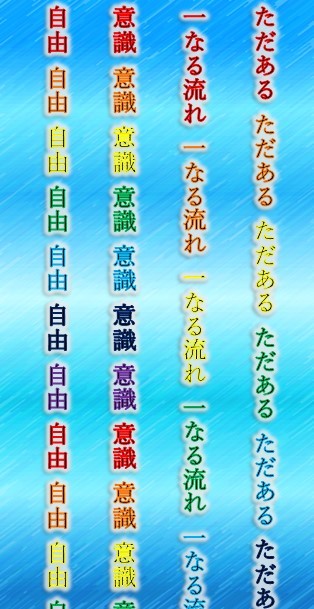 ただある ただある ただある ただある ただある ただあ
一なる流れ 一なる流れ 一なる流れ 一なる流れ 一なる流
意識 意識 意識 意識 意識 意識 意識 意識 意識 意識
自由 自由 自由 自由 自由 自由 自由 自由 自由 自由